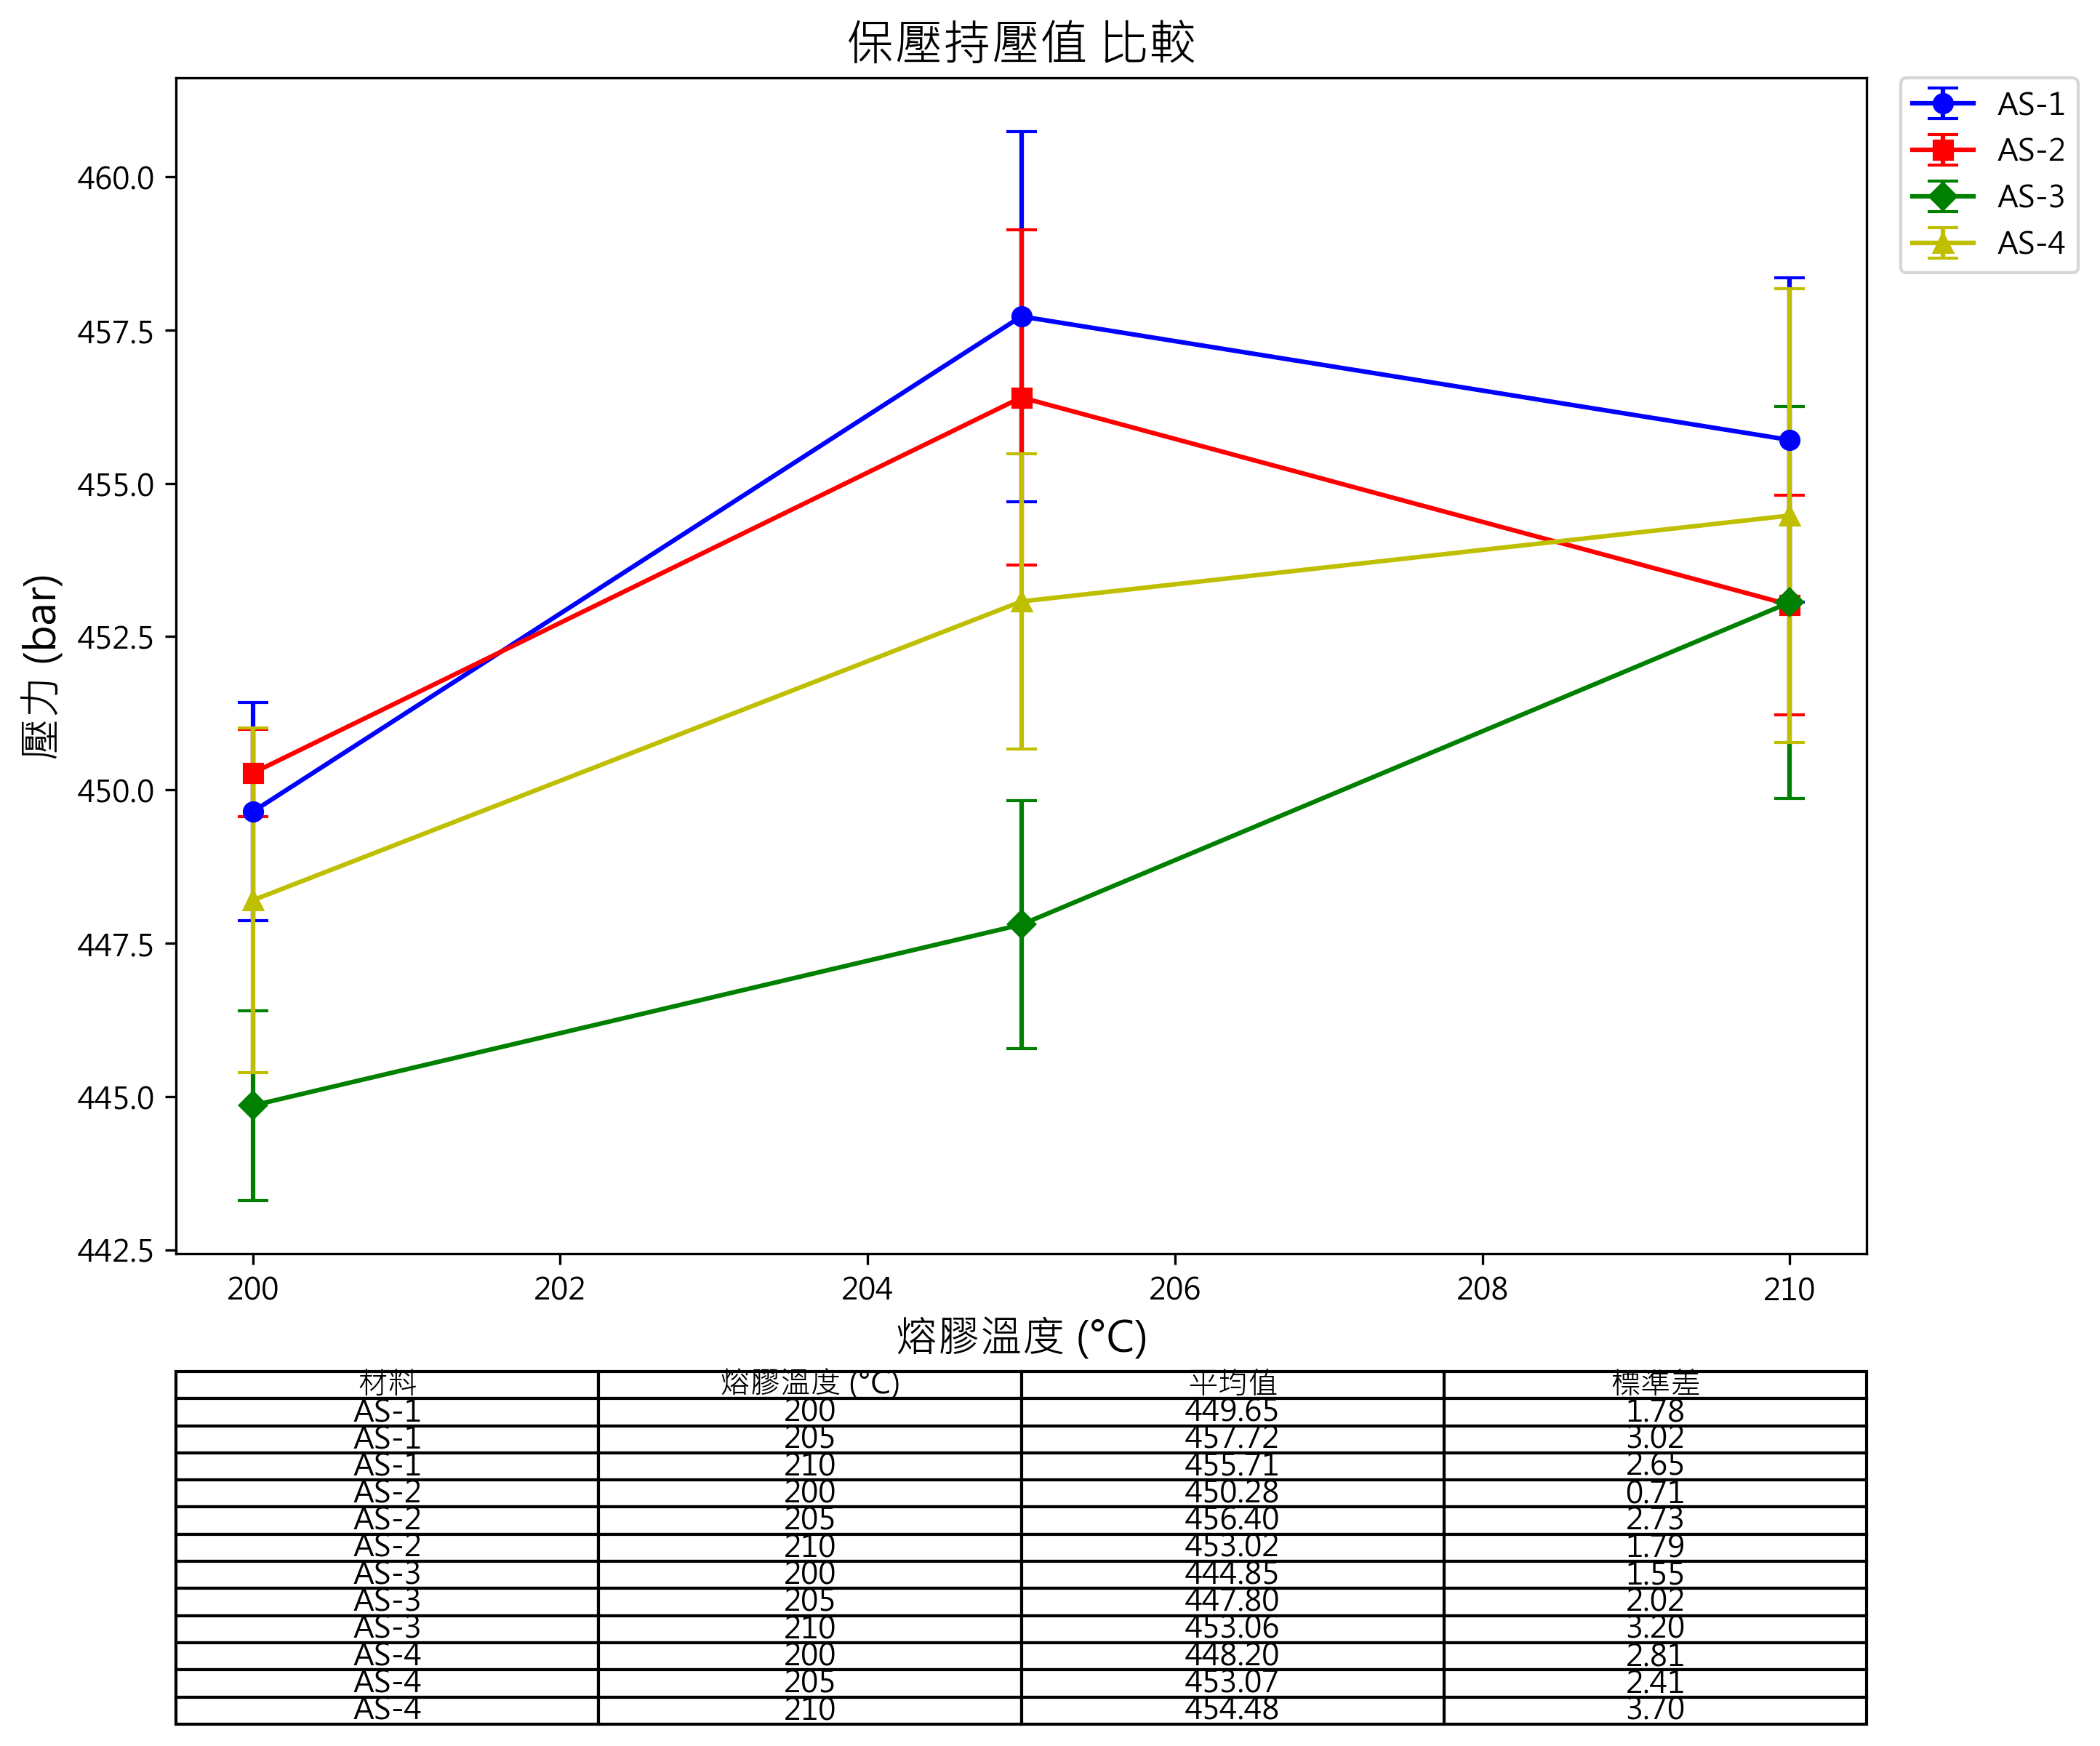 保壓持壓值 比較
AS-1
AS-2
AS-3
AS-4
460.0
457.5
455.0
452.5
450.0
447.5
445.0
442.5
壓力 (bar)
200 202 204 206 208 210
熔膠溫度 (°C)
材料 熔膠溫度 (°C) 平均值 標準差
AS-1 200 449.65 1.78
AS-1 205 457.72 3.02
AS-1 210 455.71 2.65
AS-2 200 450.28 0.71
AS-2 205 456.40 2.73
AS-2 210 453.02 1.79
AS-3 200 444.85 1.55
AS-3 205 447.80 2.02
AS-3 210 453.06 3.20
AS-4 200 448.20 2.81
AS-4 205 453.07 2.41
AS-4 210 454.48 3.70